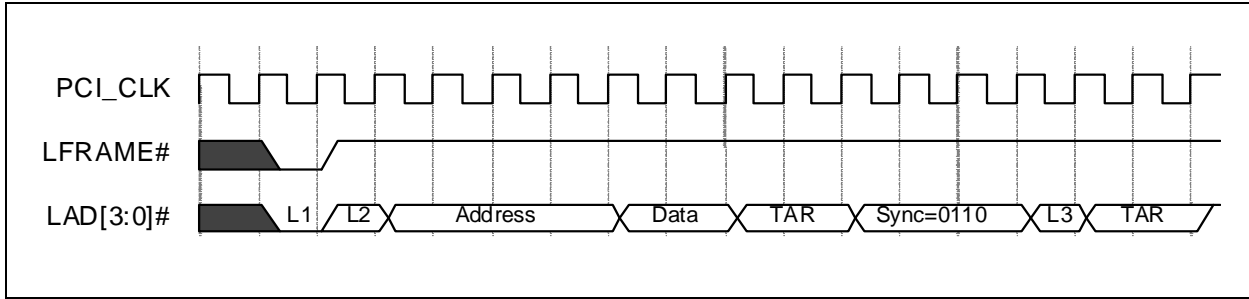 PCI_CLK
LFRAME#
LAD[3:0]# L1 L2 Address Data TAR Sync=0110 L3 TAR